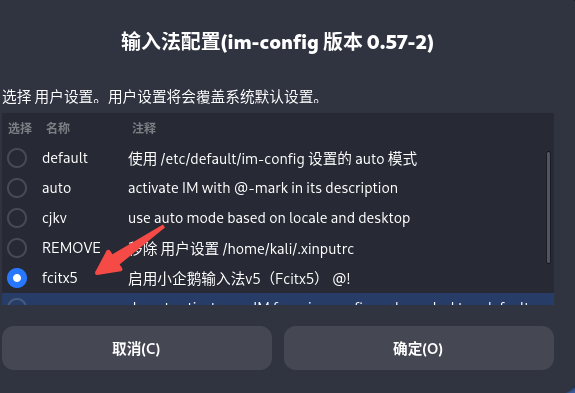 输入法配置(im-config 版本 0.57-2)
选择 用户设置。用户设置将会覆盖系统默认设置。
选择 名称 注释
default 使用 /etc/default/im-config 设置的 auto 模式
auto activate IM with @-mark in its description
cjkv use auto mode based on locale and desktop
REMOVE 移除 用户设置 /home/kali/.xinputrc
fcitx5 启用小企鹅输入法v5（Fcitx5） @!
取消(C) 确定(O)